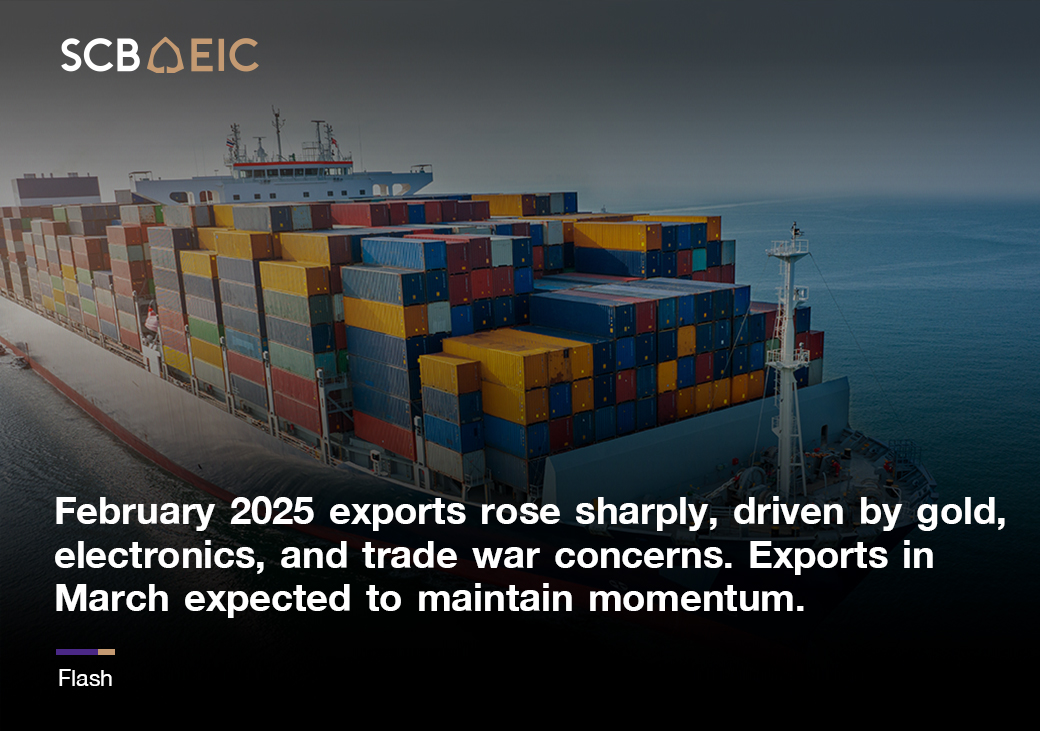 SCB EIC
February 2025 exports rose sharply, driven by gold,
electronics, and trade war concerns. Exports in
March expected to maintain momentum.
Flash